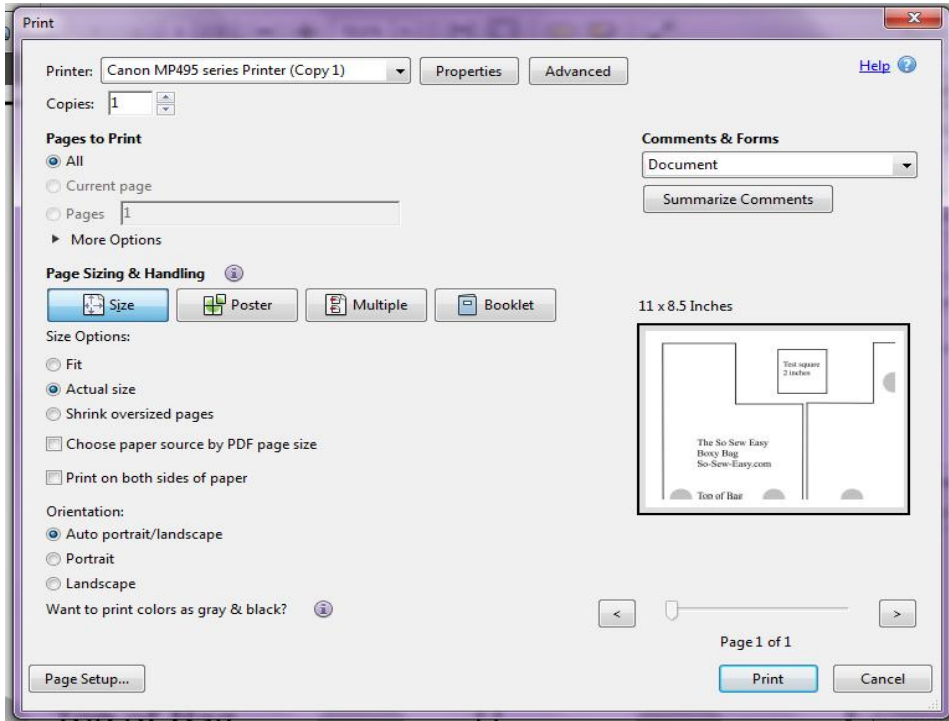 Print
Printer: Canon MP495 series Printer (Copy 1) Properties Advanced Help
Copies: 1
Pages to Print
All
Current page
Pages 1
More Options
Comments & Forms
Document
Summarize Comments
Page Sizing & Handling
Size Poster Multiple Booklet
Size Options:
Fit
Actual size
Shrink oversized pages
Choose paper source by PDF page size
Print on both sides of paper
Orientation:
Auto portrait/landscape
Portrait
Landscape
Want to print colors as gray & black?
11 x 8.5 Inches
Test square
2 inches
The So Sew Easy
Boxy Bag
So-Sew-Easy.com
Top of Bag
< >
Page 1 of 1
Page Setup... Print Cancel